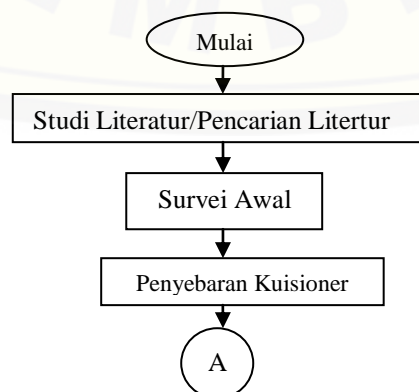 Mulai
Studi Literatur/Pencarian Litertur
Survei Awal
Penyebaran Kuisioner
A